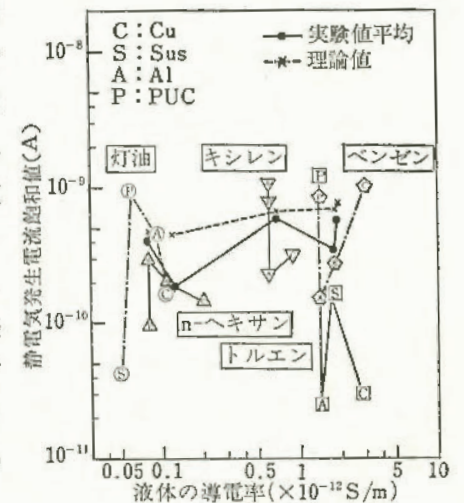 10⁻⁸
C : Cu
S : Sus
A : Al
P : PUC
実験値平均
理論値
灯油
キシレン
ベンゼン
10⁻⁹
n-ヘキサン
トルエン
10⁻¹⁰
10⁻¹¹
P
A
C
S
P
S
A
C
静電気発生電流飽和値(A)
0.05 0.1 0.5 1 5 10
液体の導電率(×10⁻¹²S/m)